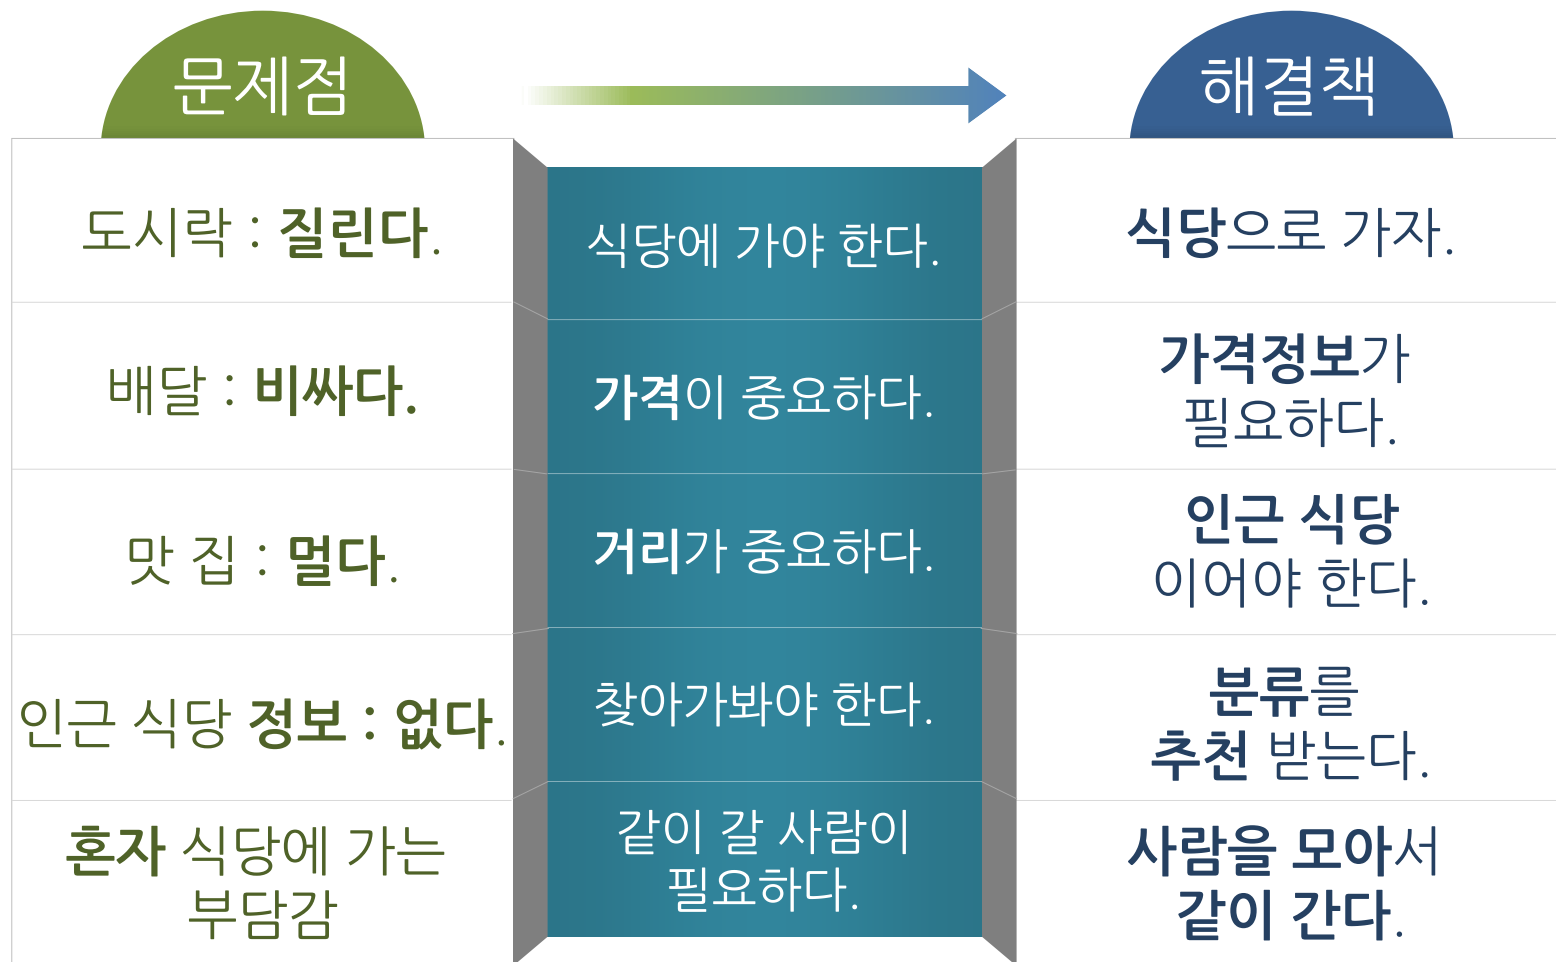 문제점
해결책
도시락 : 질린다.
식당에 가야 한다.
식당으로 가자.
배달 : 비싸다.
가격이 중요하다.
가격정보가
필요하다.
맛 집 : 멀다.
거리가 중요하다.
인근 식당
이어야 한다.
인근 식당 정보 : 없다.
찾아가봐야 한다.
분류를
추천 받는다.
혼자 식당에 가는
부담감
같이 갈 사람이
필요하다.
사람을 모아서
같이 간다.